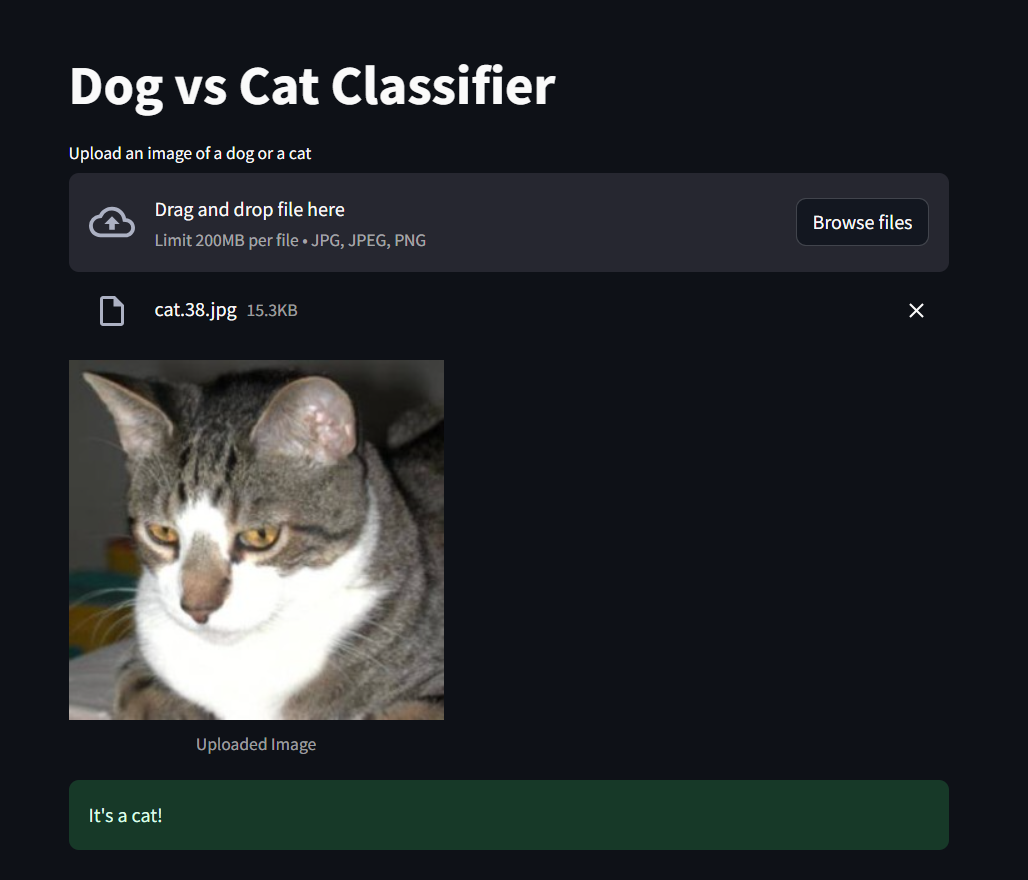 Dog vs Cat Classifier
Upload an image of a dog or a cat
Drag and drop file here
Limit 200MB per file • JPG, JPEG, PNG
Browse files
cat.38.jpg 15.3KB
Uploaded Image
It's a cat!